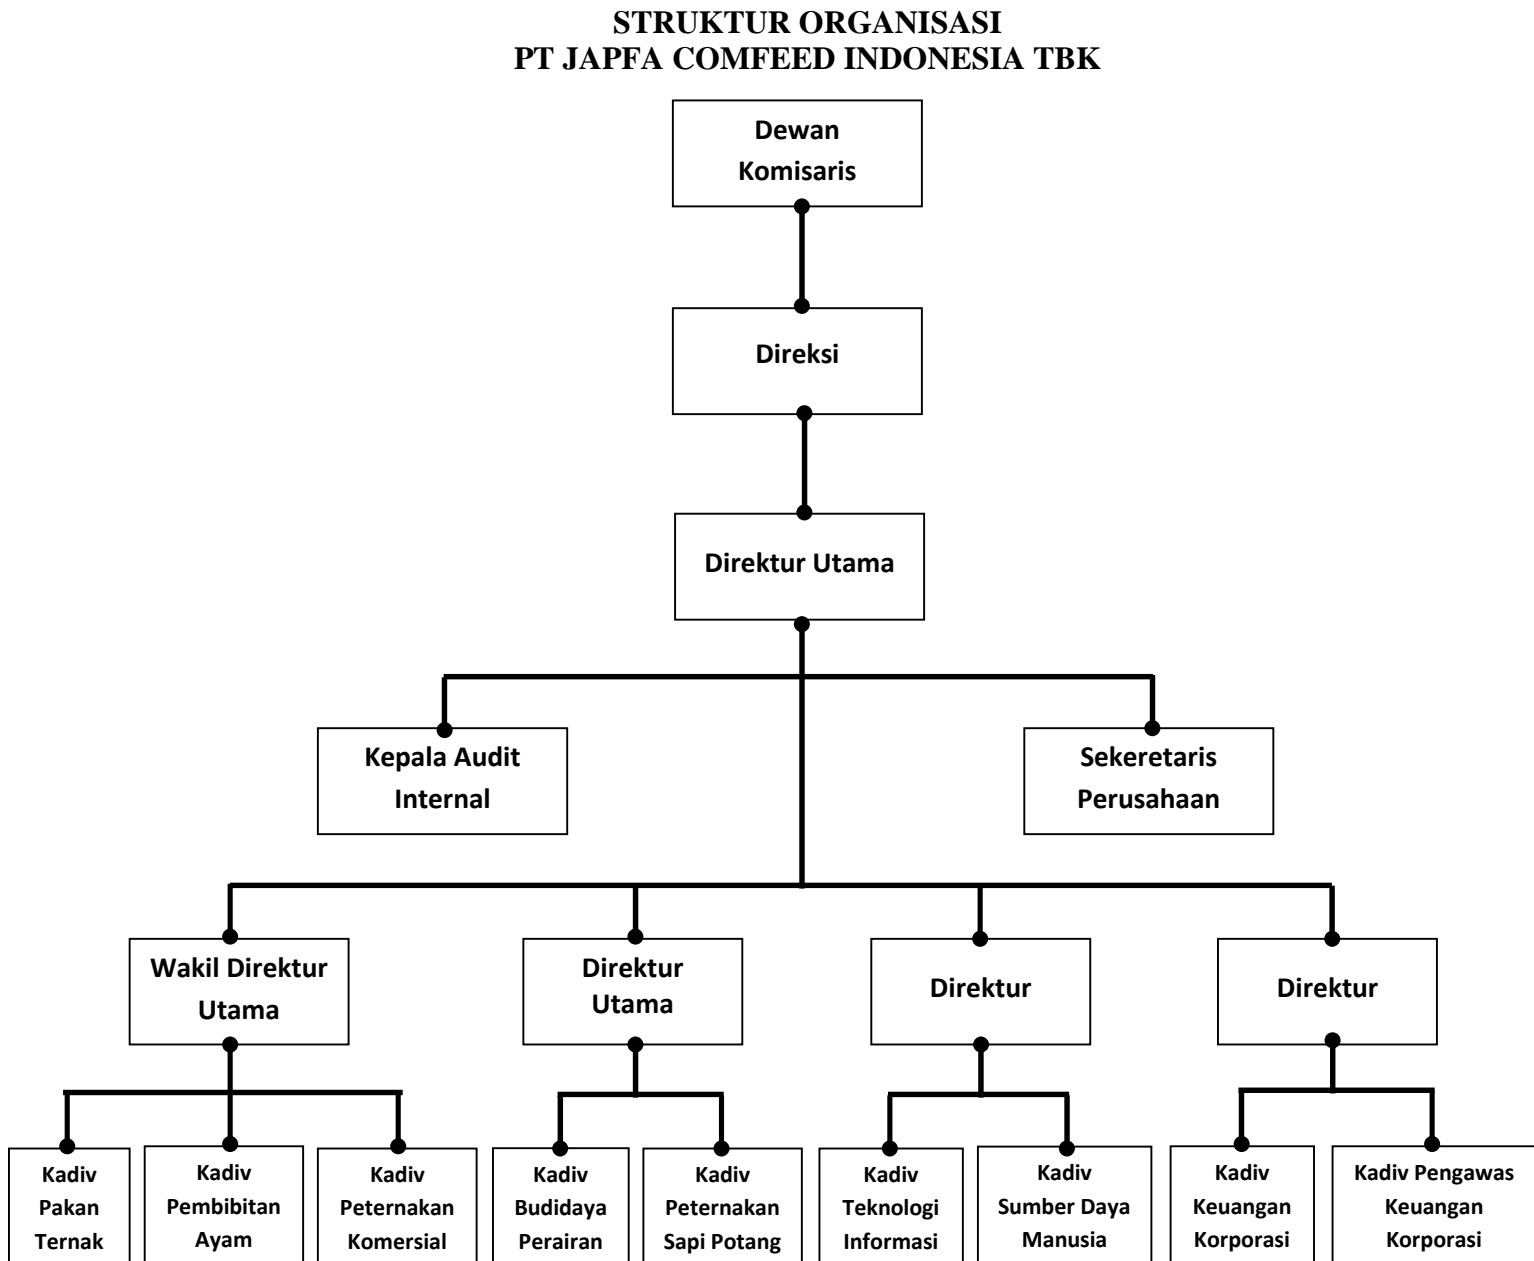 STRUKTUR ORGANISASI
PT JAPFA COMFEED INDONESIA TBK
Dewan
Komisaris
Direksi
Direktur Utama
Kepala Audit
Internal
Sekeretaris
Perusahaan
Wakil Direktur
Utama
Direktur
Utama
Direktur
Direktur
Kadiv
Pakan
Ternak
Kadiv
Pembibitan
Ayam
Kadiv
Peternakan
Komersial
Kadiv
Budidaya
Perairan
Kadiv
Peternakan
Sapi Potang
Kadiv
Teknologi
Informasi
Kadiv
Sumber Daya
Manusia
Kadiv
Keuangan
Korporasi
Kadiv Pengawas
Keuangan
Korporasi